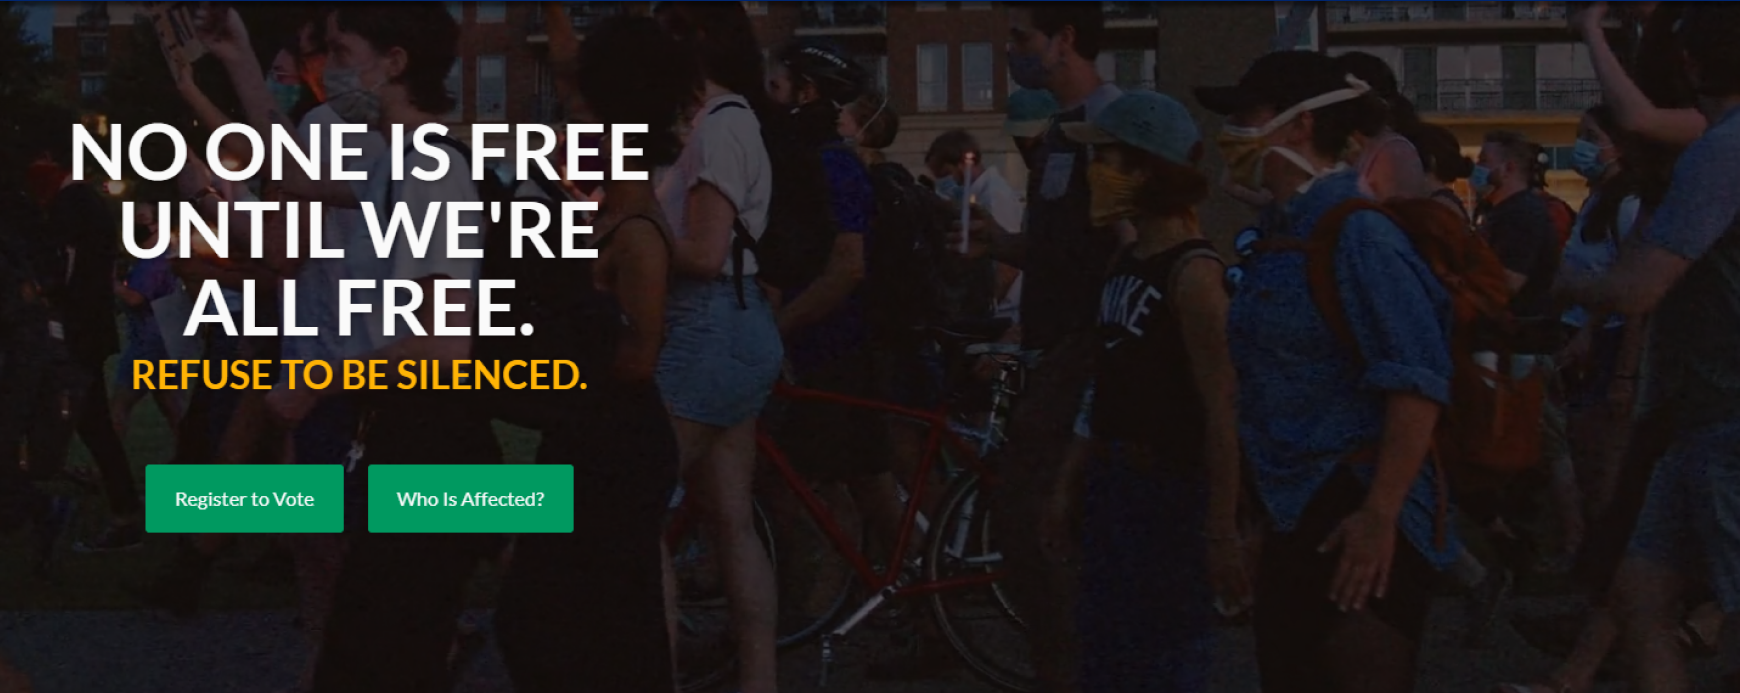 NO ONE IS FREE
UNTIL WE'RE
ALL FREE.
REFUSE TO BE SILENCED.
Register to Vote
Who Is Affected?
NIKE